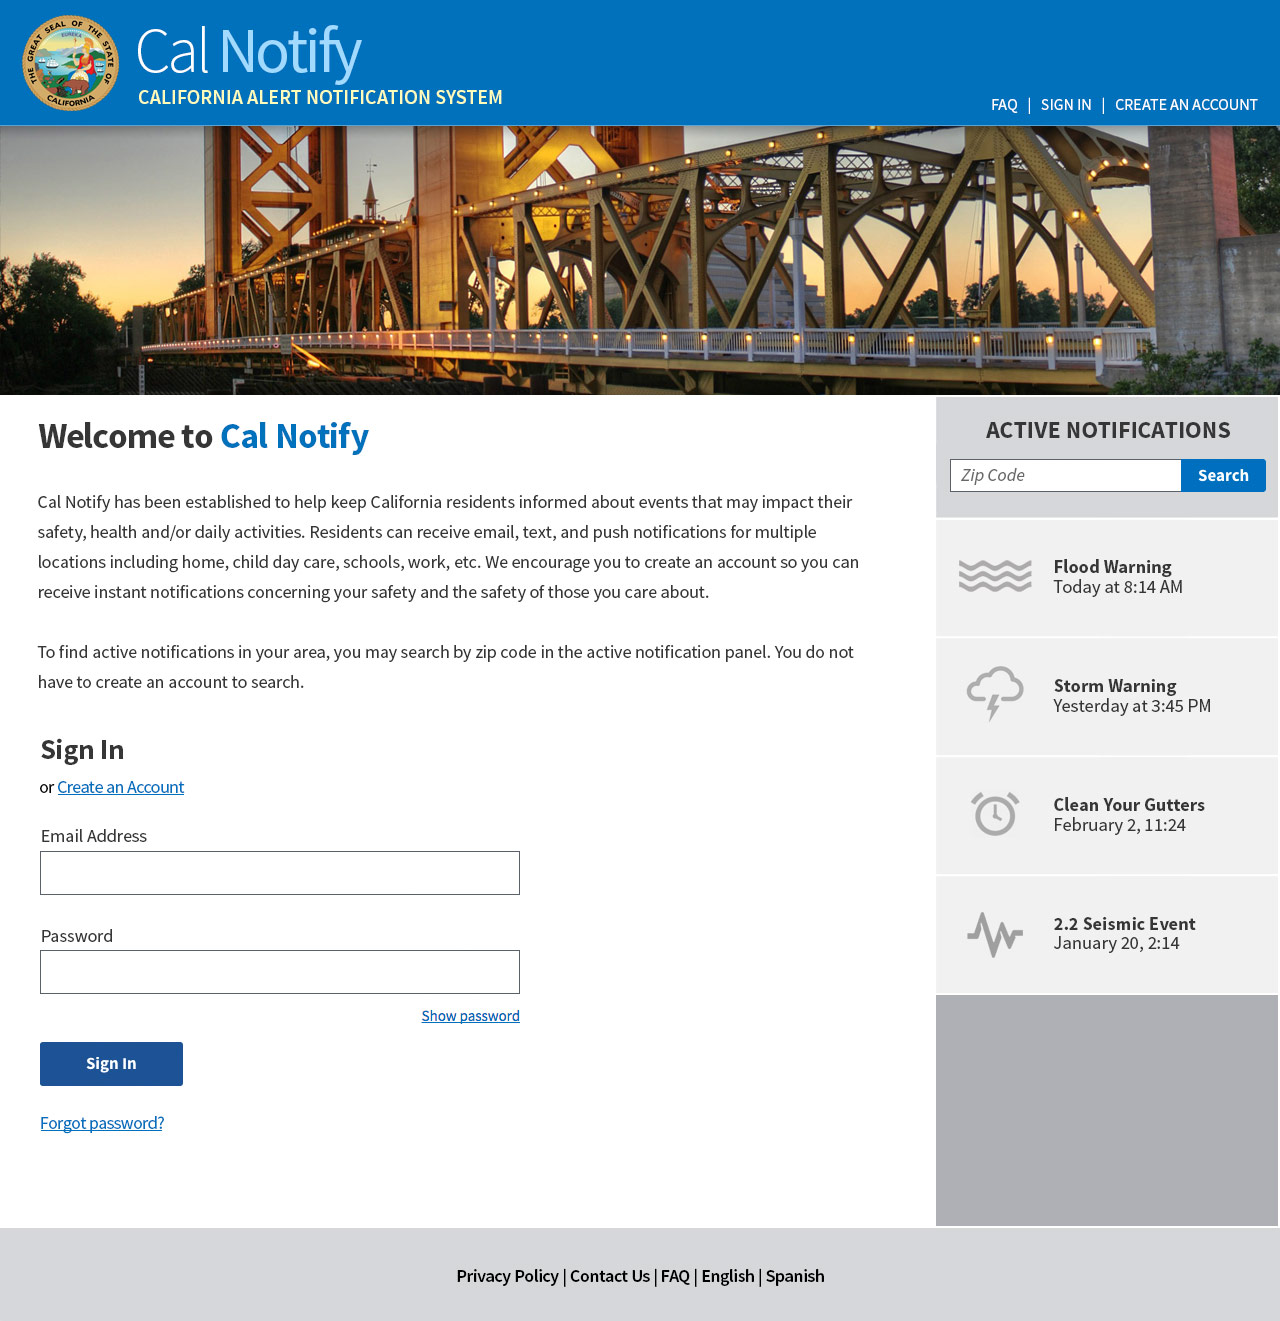 THE GREAT SEAL OF THE STATE OF CALIFORNIA
EUREKA
Cal Notify
CALIFORNIA ALERT NOTIFICATION SYSTEM
FAQ | SIGN IN | CREATE AN ACCOUNT
Welcome to Cal Notify
Cal Notify has been established to help keep California residents informed about events that may impact their
safety, health and/or daily activities. Residents can receive email, text, and push notifications for multiple
locations including home, child day care, schools, work, etc. We encourage you to create an account so you can
receive instant notifications concerning your safety and the safety of those you care about.
To find active notifications in your area, you may search by zip code in the active notification panel. You do not
have to create an account to search.
Sign In
or Create an Account
Email Address
Password
Show password
Sign In
Forgot password?
ACTIVE NOTIFICATIONS
Zip Code Search
Flood Warning
Today at 8:14 AM
Storm Warning
Yesterday at 3:45 PM
Clean Your Gutters
February 2, 11:24
2.2 Seismic Event
January 20, 2:14
Privacy Policy | Contact Us | FAQ | English | Spanish